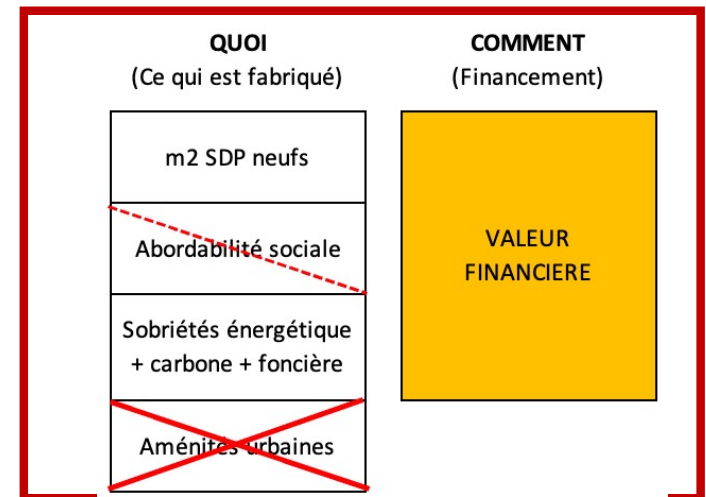 QUOI
(Ce qui est fabriqué)
COMMENT
(Financement)
m2 SDP neufs
Abordabilité sociale
Sobriétés énergétique
+ carbone + foncière
Aménités urbaines
VALEUR
FINANCIERE